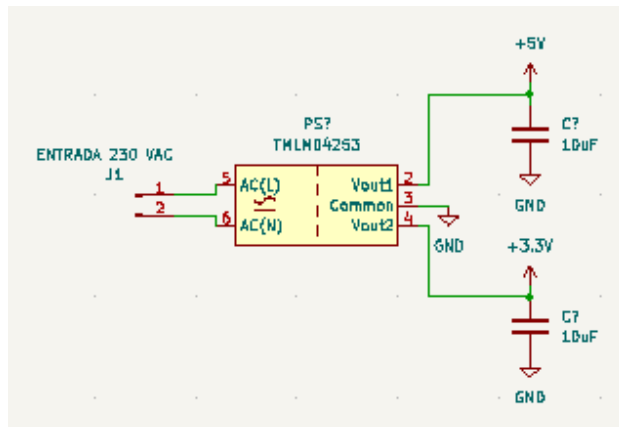 +5V
C?
10uF
GND
PS?
TMLM04253
ENTRADA 230 VAC
J1
1
2
5 AC(L) Vout1 2
Common 3
6 AC(N) Vout2 4
GND
+3.3V
C?
10uF
GND